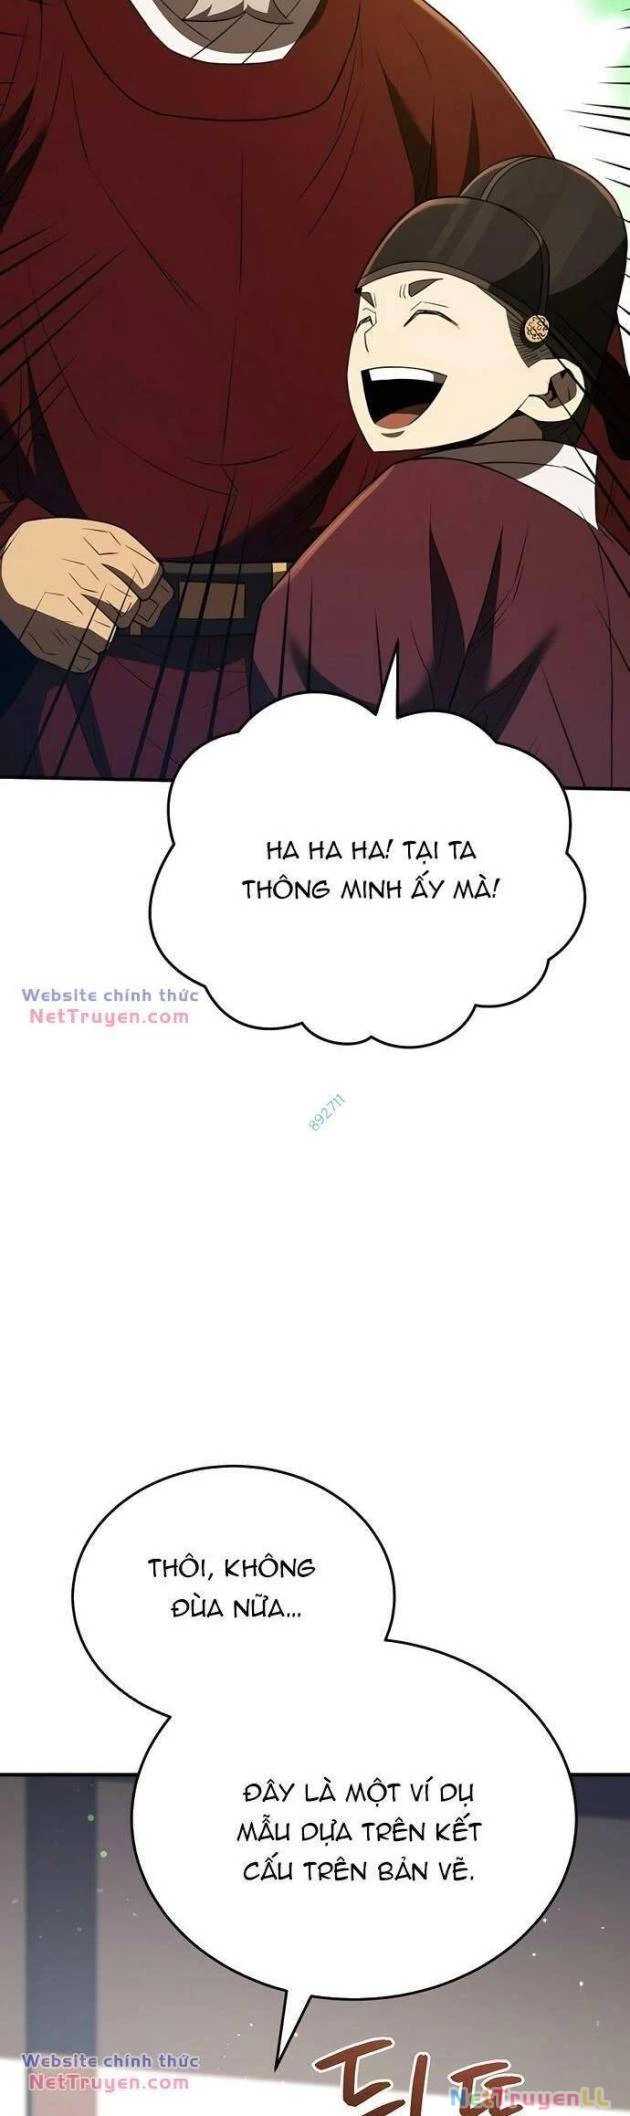 HA HA HA! TẠI TA
THÔNG MINH ẤY MÀ!
Website chính thức
NetTruyen.com
892711
THÔI, KHÔNG
ĐÙA NỮA...
ĐÂY LÀ MỘT VÍ DỤ
MẪU DỰA TRÊN KẾT
CẤU TRÊN BẢN VẼ.
Website chính thức
NetTruyen.com
NetTruyenLL